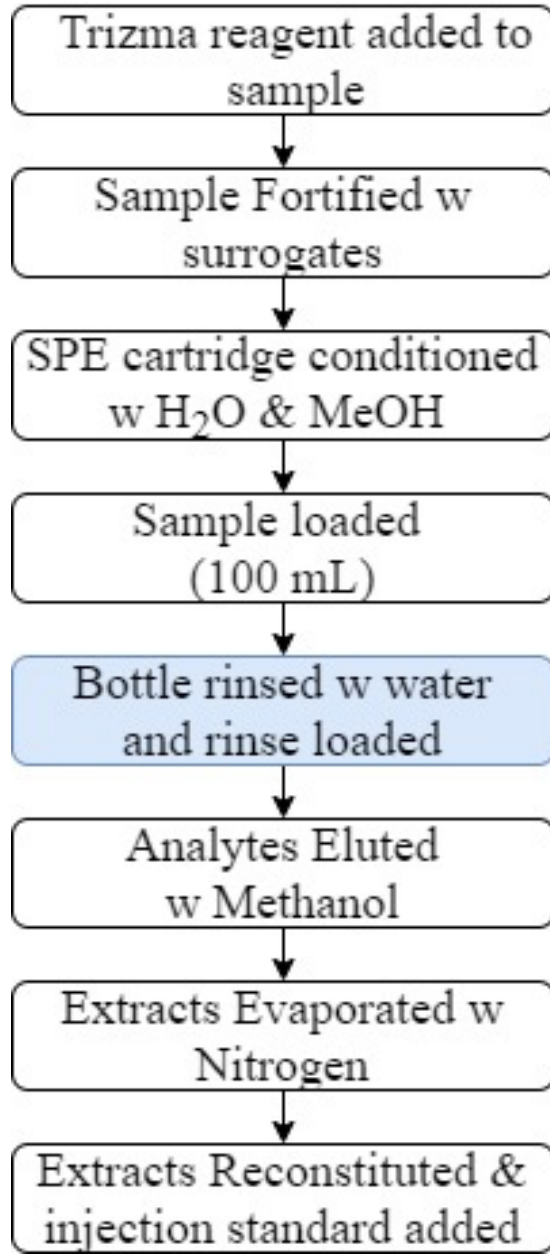 Trizma reagent added to
sample
Sample Fortified w
surrogates
SPE cartridge conditioned
w H₂O & MeOH
Sample loaded
(100 mL)
Bottle rinsed w water
and rinse loaded
Analytes Eluted
w Methanol
Extracts Evaporated w
Nitrogen
Extracts Reconstituted &
injection standard added